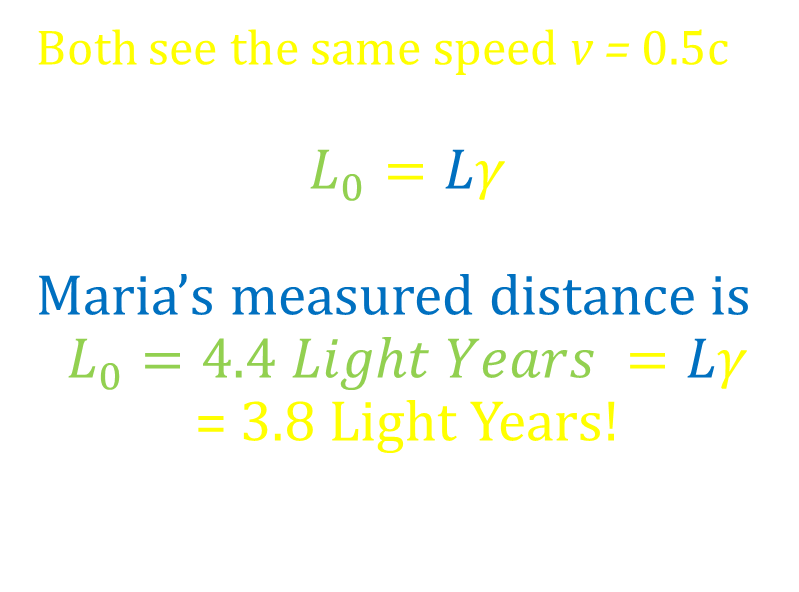 Both see the same speed v = 0.5c
L₀ = Lγ
Maria’s measured distance is
L₀ = 4.4 Light Years = Lγ
= 3.8 Light Years!